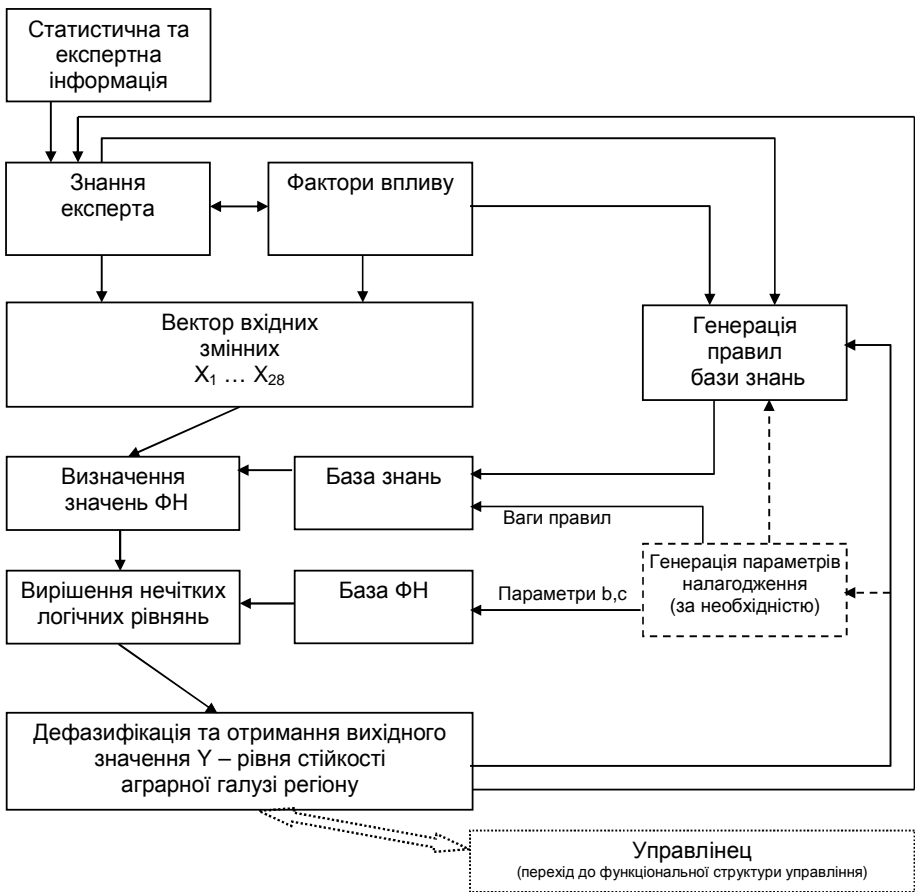 Статистична та
експертна
інформація
Знання
експерта
Фактори впливу
Вектор вхідних
змінних
X₁ … X₂₈
Генерація
правил
бази знань
Визначення
значень ФН
База знань
Ваги правил
Генерація параметрів
налагодження
(за необхідністю)
Вирішення нечітких
логічних рівнянь
База ФН
Параметри b,c
Дефазифікація та отримання вихідного
значення Y – рівня стійкості
аграрної галузі регіону
Управлінец
(перехід до функціональної структури управління)